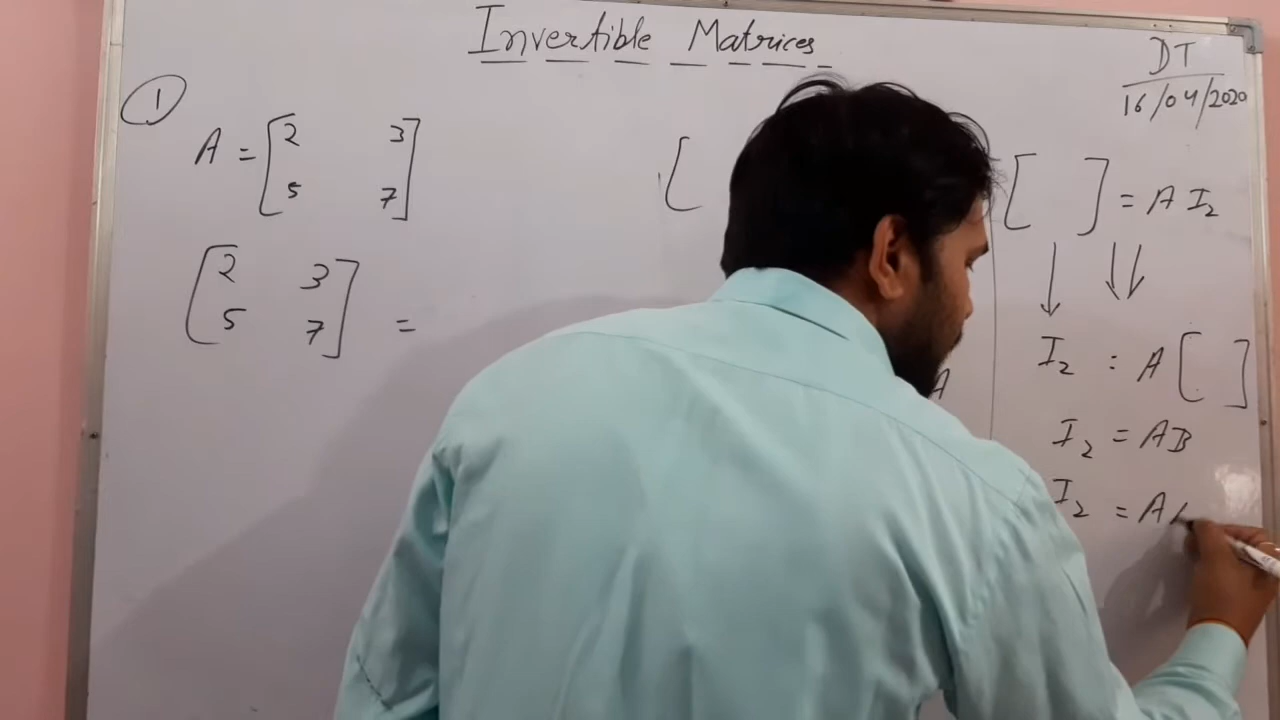 Invertible Matrices
DT
16/04/2020
1
A = [2 3
5 7]
[2 3
5 7] =
[
[ ] = A I₂
↓ ↓↓
A
I₂ : A [ ]
I₂ = AB
I₂ = A